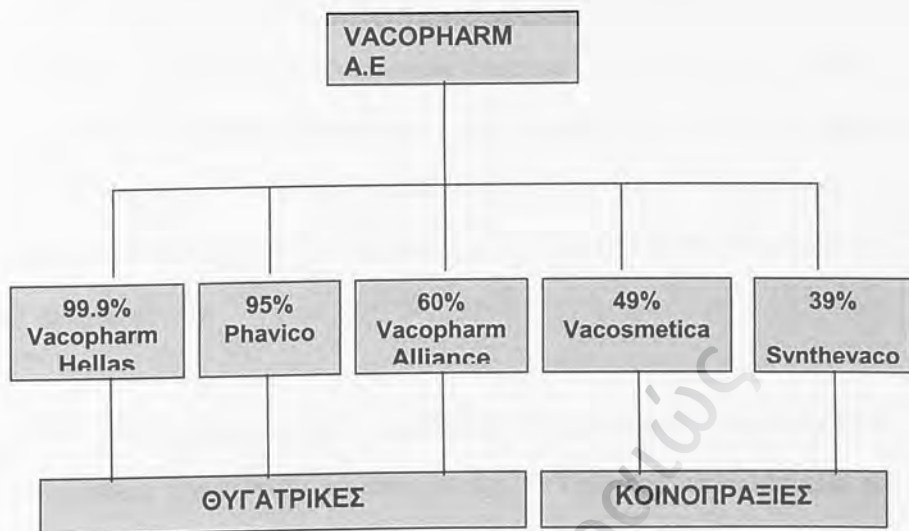 VACOPHARM
A.E
99.9%
Vacopharm
Hellas
95%
Phavico
60%
Vacopharm
Alliance
49%
Vacosmetica
39%
Synthevaco
ΘΥΓΑΤΡΙΚΕΣ
ΚΟΙΝΟΠΡΑΞΙΕΣ